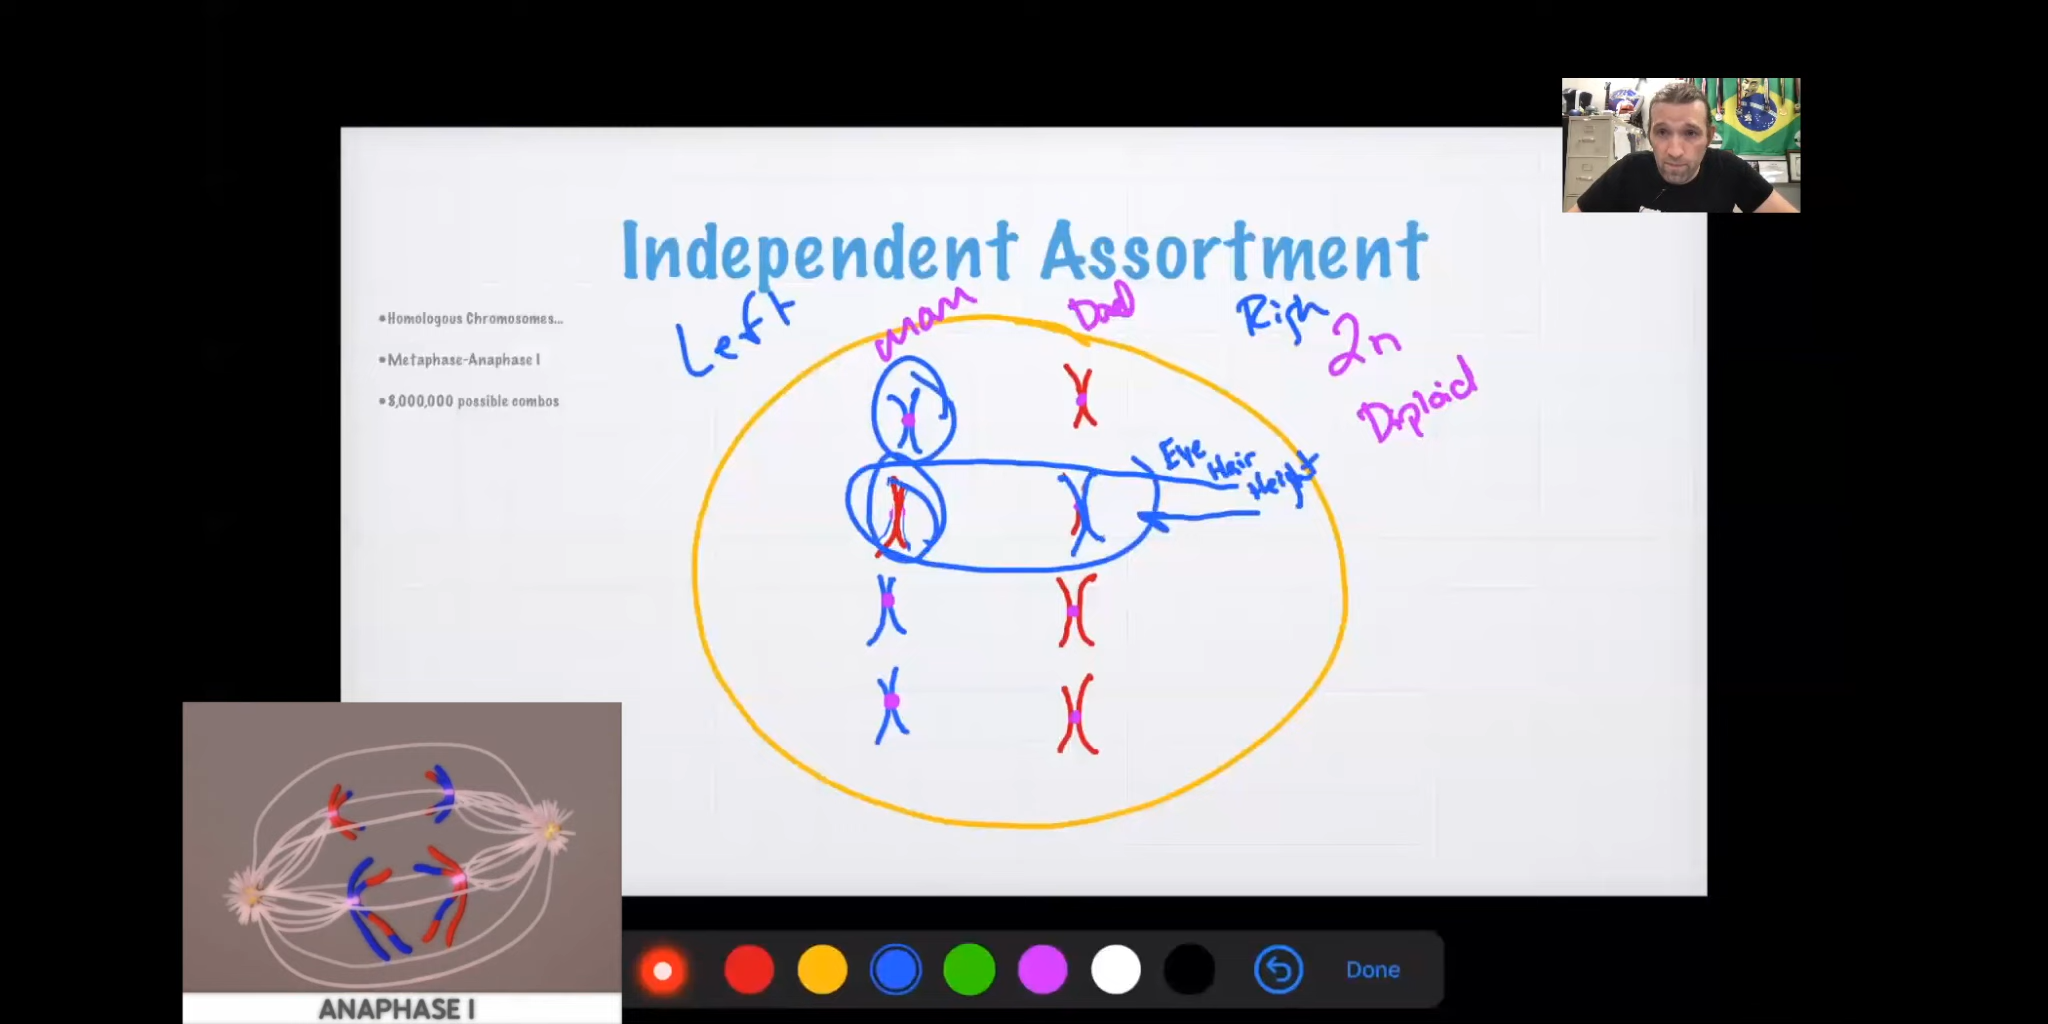 Independent Assortment
•Homologous Chromosomes...
•Metaphase-Anaphase I
•8,000,000 possible combos
Left
Mom
Dad
Righ
2n
Diploid
Eye
Hair
Height
ANAPHASE I
Done